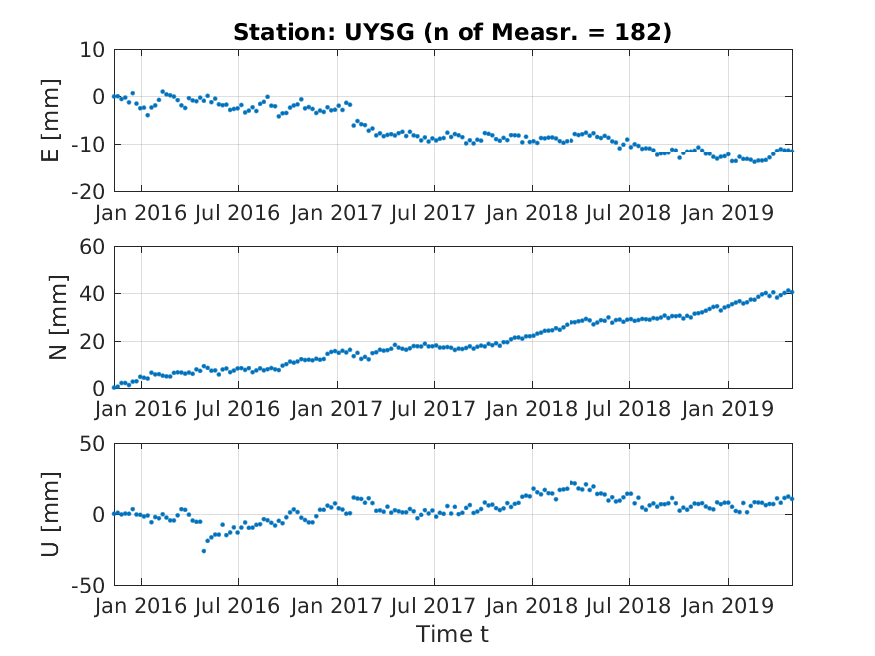 Station: UYSG (n of Measr. = 182)
10
0
-10
-20
E [mm]
Jan 2016 Jul 2016 Jan 2017 Jul 2017 Jan 2018 Jul 2018 Jan 2019
60
40
20
0
N [mm]
Jan 2016 Jul 2016 Jan 2017 Jul 2017 Jan 2018 Jul 2018 Jan 2019
50
0
-50
U [mm]
Jan 2016 Jul 2016 Jan 2017 Jul 2017 Jan 2018 Jul 2018 Jan 2019
Time t